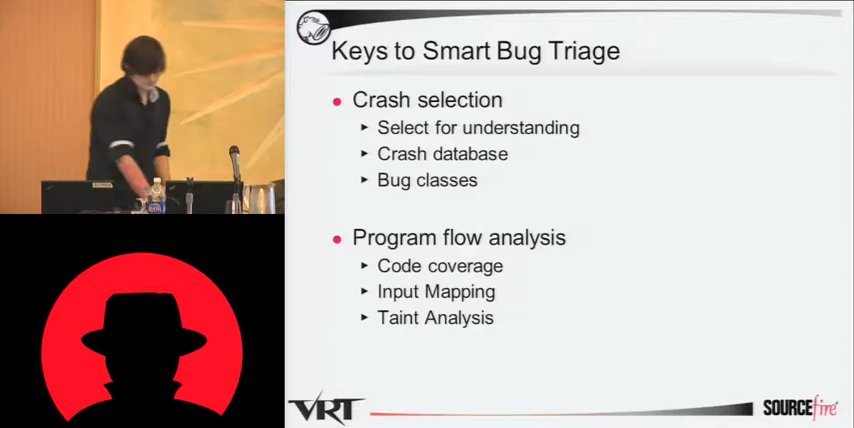 Keys to Smart Bug Triage
Crash selection
Select for understanding
Crash database
Bug classes
Program flow analysis
Code coverage
Input Mapping
Taint Analysis
VRT
SOURCEfire